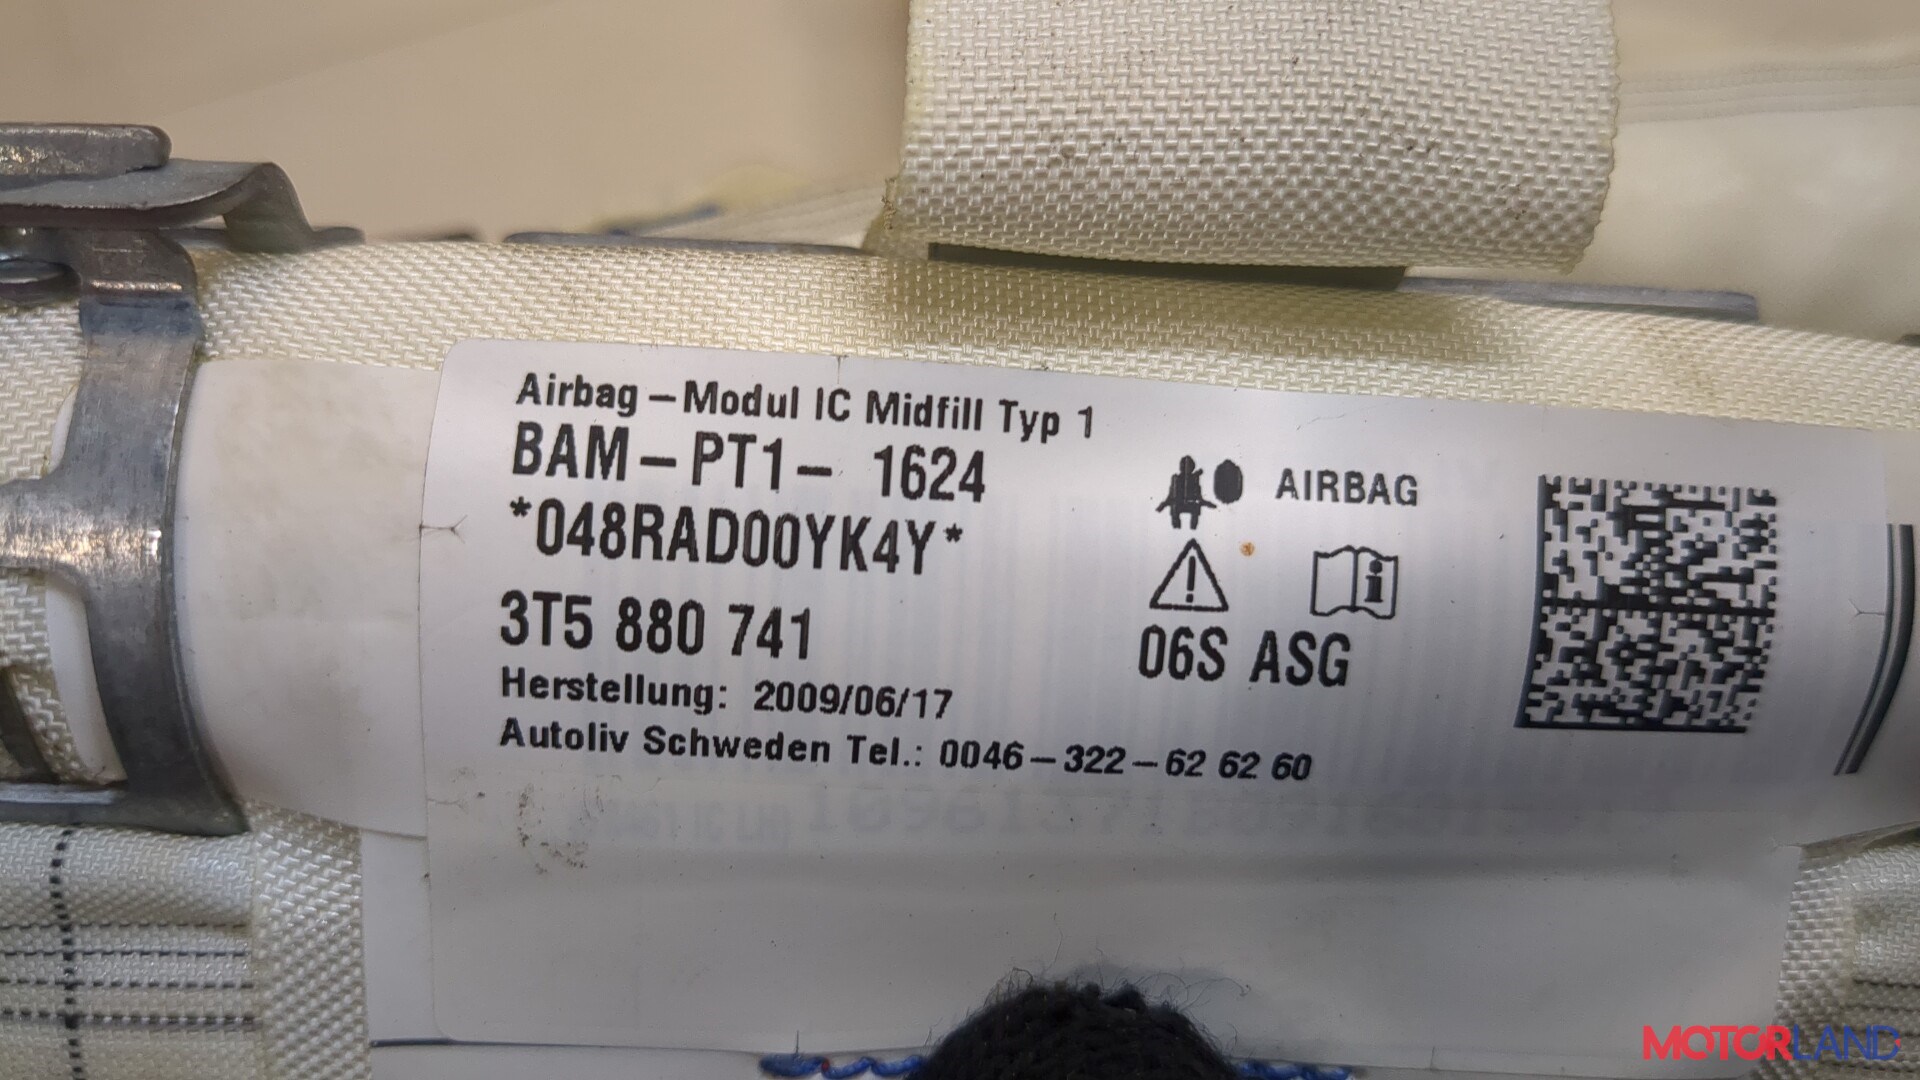 Airbag-Modul IC Midfill Typ 1
BAM-PT1- 1624
*048RAD00YK4Y*
3T5 880 741
Herstellung: 2009/06/17
Autoliv Schweden Tel.: 0046-322-62 62 60
AIRBAG
06S ASG
MOTORLAND